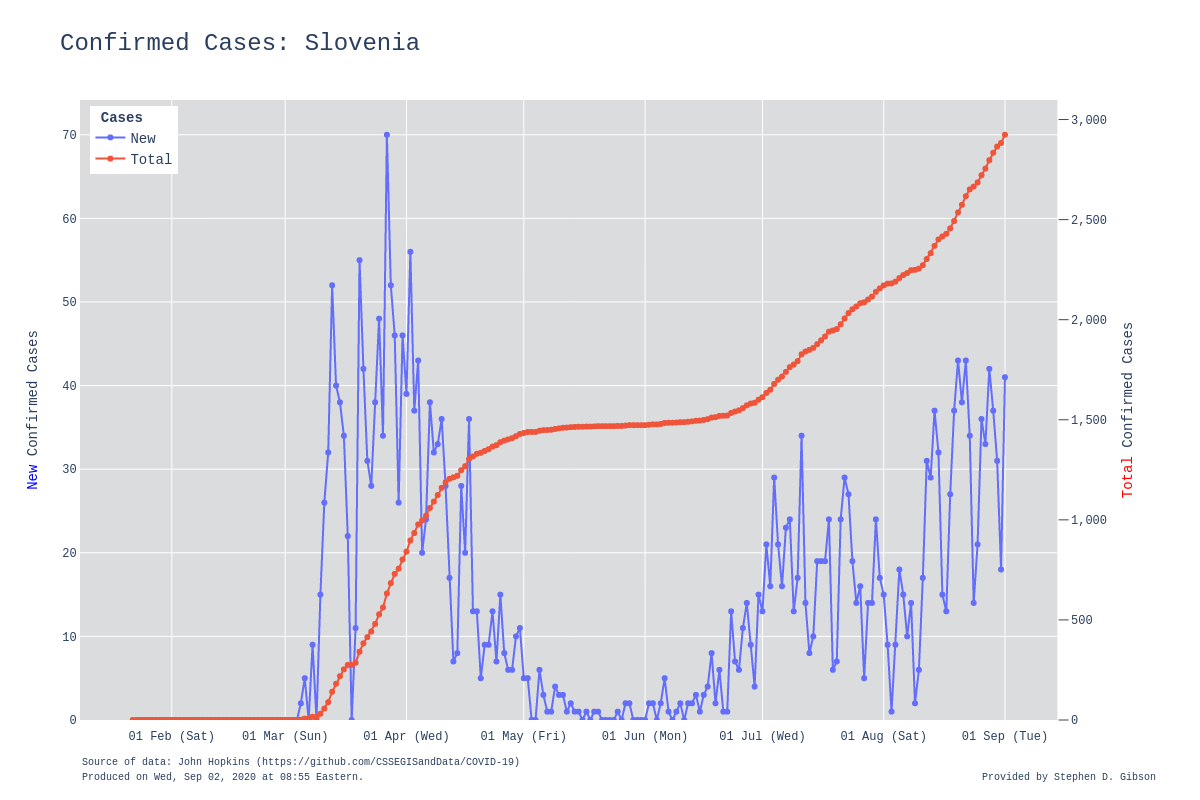 Confirmed Cases: Slovenia
Cases
New
Total
70
60
50
40
30
20
10
0
3,000
2,500
2,000
1,500
1,000
500
0
New Confirmed Cases
Total Confirmed Cases
01 Feb (Sat) 01 Mar (Sun) 01 Apr (Wed) 01 May (Fri) 01 Jun (Mon) 01 Jul (Wed) 01 Aug (Sat) 01 Sep (Tue)
Source of data: John Hopkins (https://github.com/CSSEGISandData/COVID-19)
Produced on Wed, Sep 02, 2020 at 08:55 Eastern.
Provided by Stephen D. Gibson